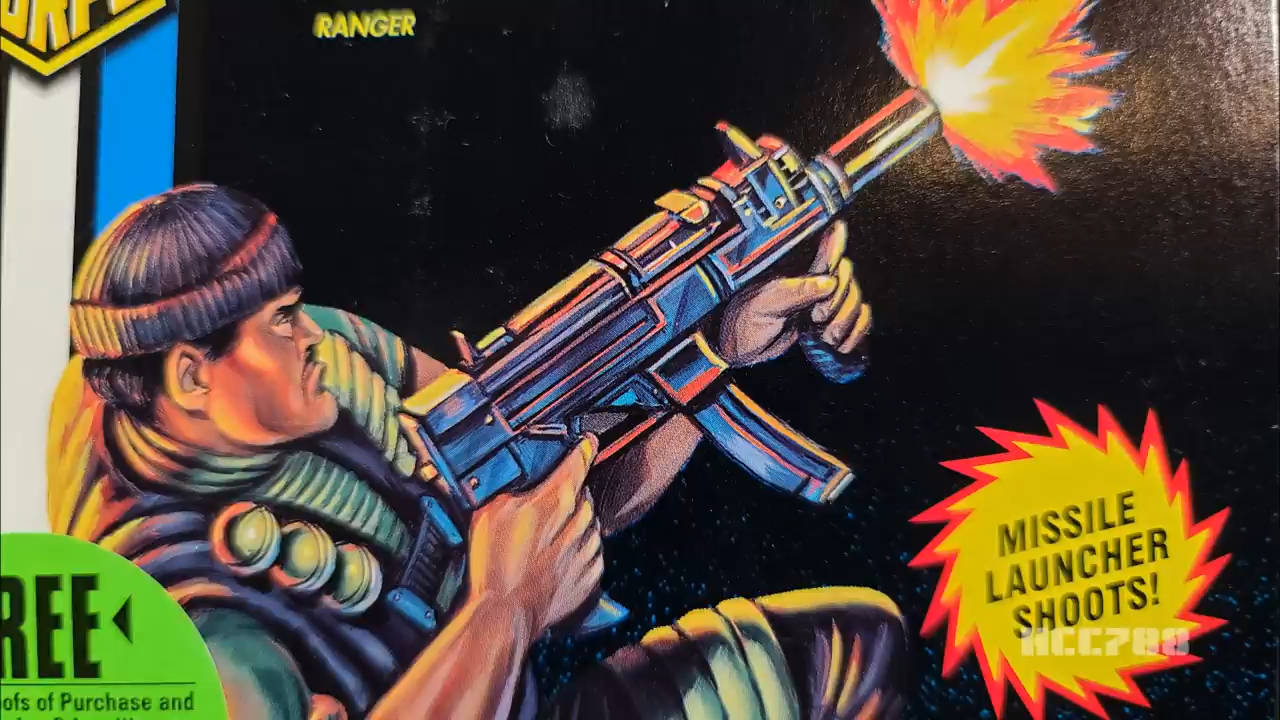 RANGER
MISSILE
LAUNCHER
SHOOTS!
HCC788
REE
ofs of Purchase and